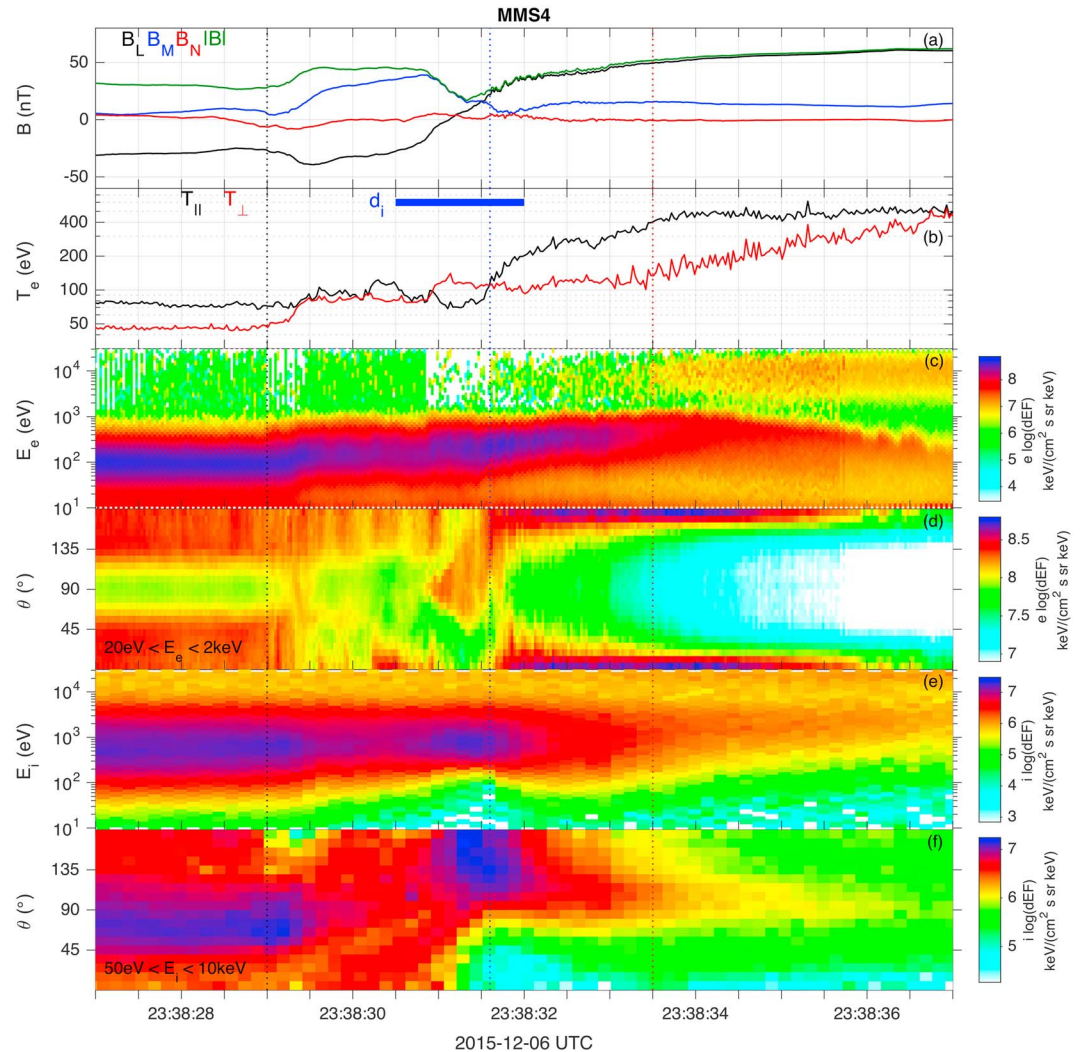 MMS4
B_L B_M B_N |B|
(a)
50
0
-50
B (nT)
T_|| T_⊥
d_i
(b)
400
200
100
50
T_e (eV)
(c)
10^4
10^3
10^2
10^1
E_e (eV)
8
7
6
5
4
e log(dEF)
keV/(cm^2 s sr keV)
(d)
135
90
45
θ (°)
20eV < E_e < 2keV
8.5
8
7.5
7
e log(dEF)
keV/(cm^2 s sr keV)
(e)
10^4
10^3
10^2
10^1
E_i (eV)
7
6
5
4
3
i log(dEF)
keV/(cm^2 s sr keV)
(f)
135
90
45
θ (°)
50eV < E_i < 10keV
7
6
5
i log(dEF)
keV/(cm^2 s sr keV)
23:38:28 23:38:30 23:38:32 23:38:34 23:38:36
2015-12-06 UTC